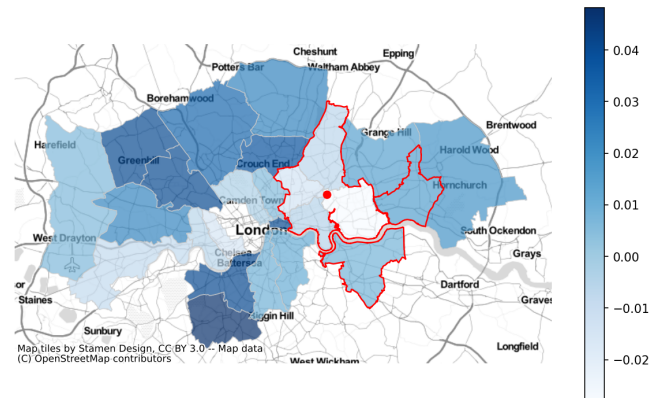 Cheshunt
Epping
Potters Bar
Waltham Abbey
Borehamwood
Brentwood
Grange Hill
Harefield
Harold Wood
Greenhill
Crouch End
Hornchurch
Camden Town
West Drayton
London
South Ockendon
Chelsea
Grays
Battersea
or
Dartford
Staines
Graves
Biggin Hill
Sunbury
Longfield
Map tiles by Stamen Design, CC BY 3.0 -- Map data
(C) OpenStreetMap contributors
West Wickham
0.04
0.03
0.02
0.01
0.00
−0.01
−0.02